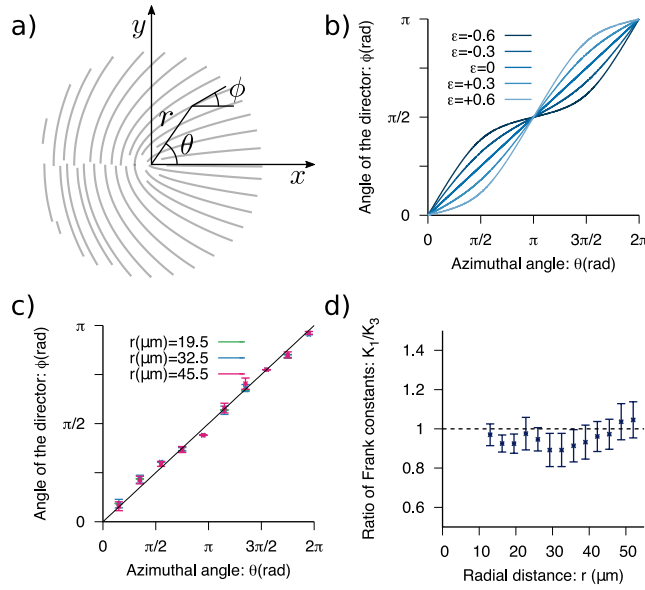 a)
y
r
ϕ
θ
x
b)
Angle of the director: ϕ(rad)
π
π/2
0
ε=-0.6
ε=-0.3
ε=0
ε=+0.3
ε=+0.6
0
π/2
π
3π/2
2π
Azimuthal angle: θ(rad)
c)
Angle of the director: ϕ(rad)
π
π/2
0
r(μm)=19.5
r(μm)=32.5
r(μm)=45.5
0
π/2
π
3π/2
2π
Azimuthal angle: θ(rad)
d)
Ratio of Frank constants: K₁/K₃
1.4
1.2
1
0.8
0.6
0
10
20
30
40
50
Radial distance: r (μm)